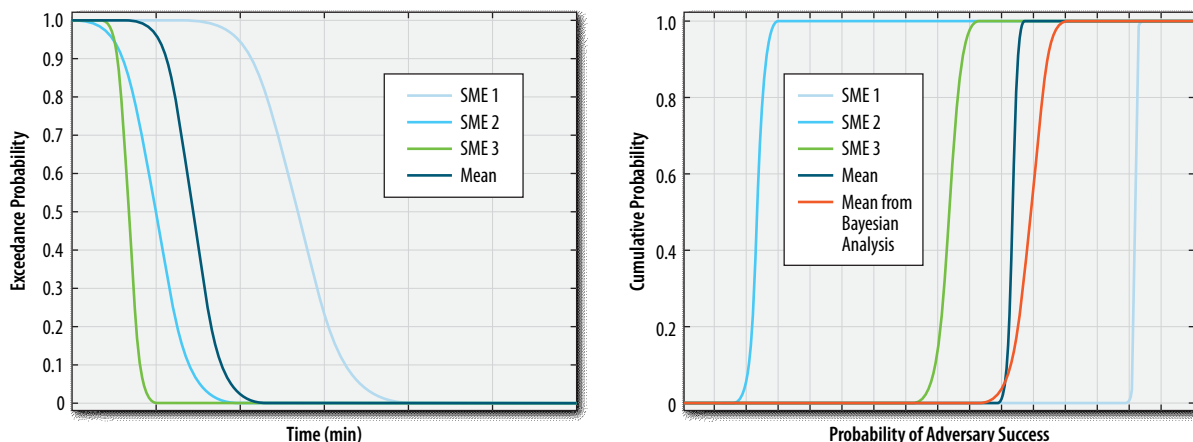 1.0
0.9
0.8
0.7
0.6
0.5
0.4
0.3
0.2
0.1
0
Exceedance Probability
Time (min)
SME 1
SME 2
SME 3
Mean
1.0
0.8
0.6
0.4
0.2
0
Cumulative Probability
Probability of Adversary Success
SME 1
SME 2
SME 3
Mean
Mean from
Bayesian
Analysis